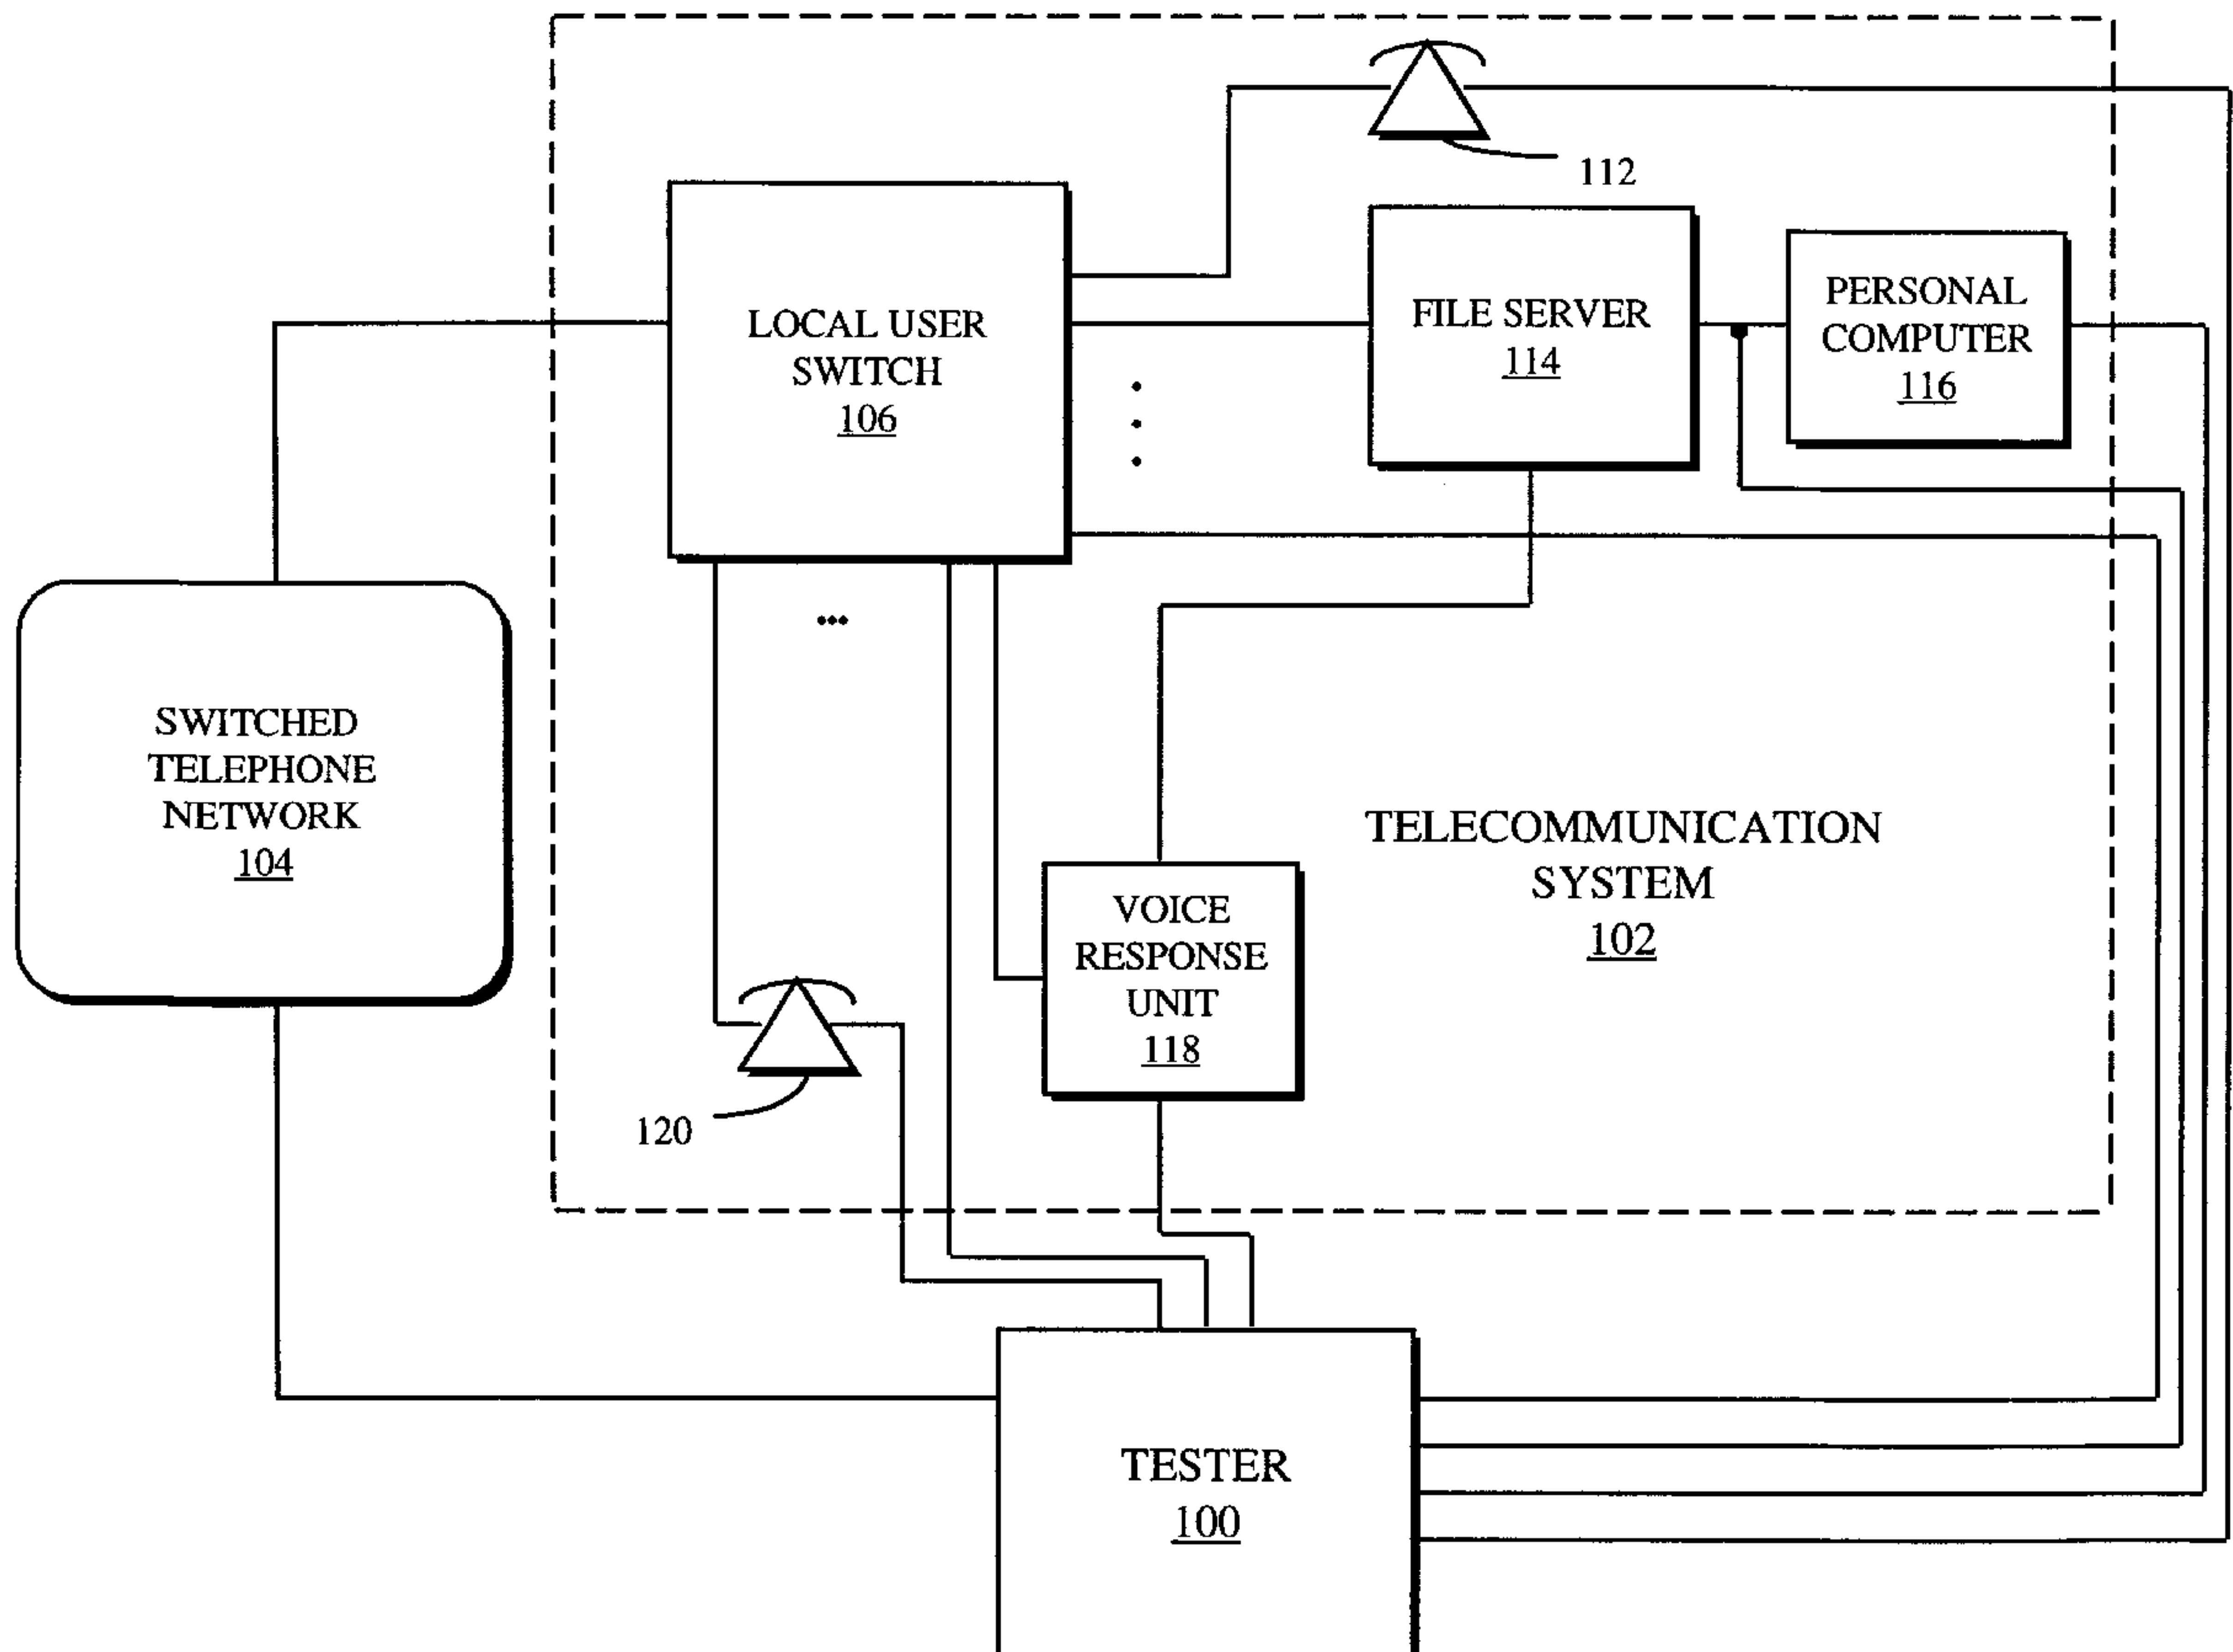 112
LOCAL USER
SWITCH
106
FILE SERVER
114
PERSONAL
COMPUTER
116
SWITCHED
TELEPHONE
NETWORK
104
TELECOMMUNICATION
SYSTEM
102
VOICE
RESPONSE
UNIT
118
120
TESTER
100